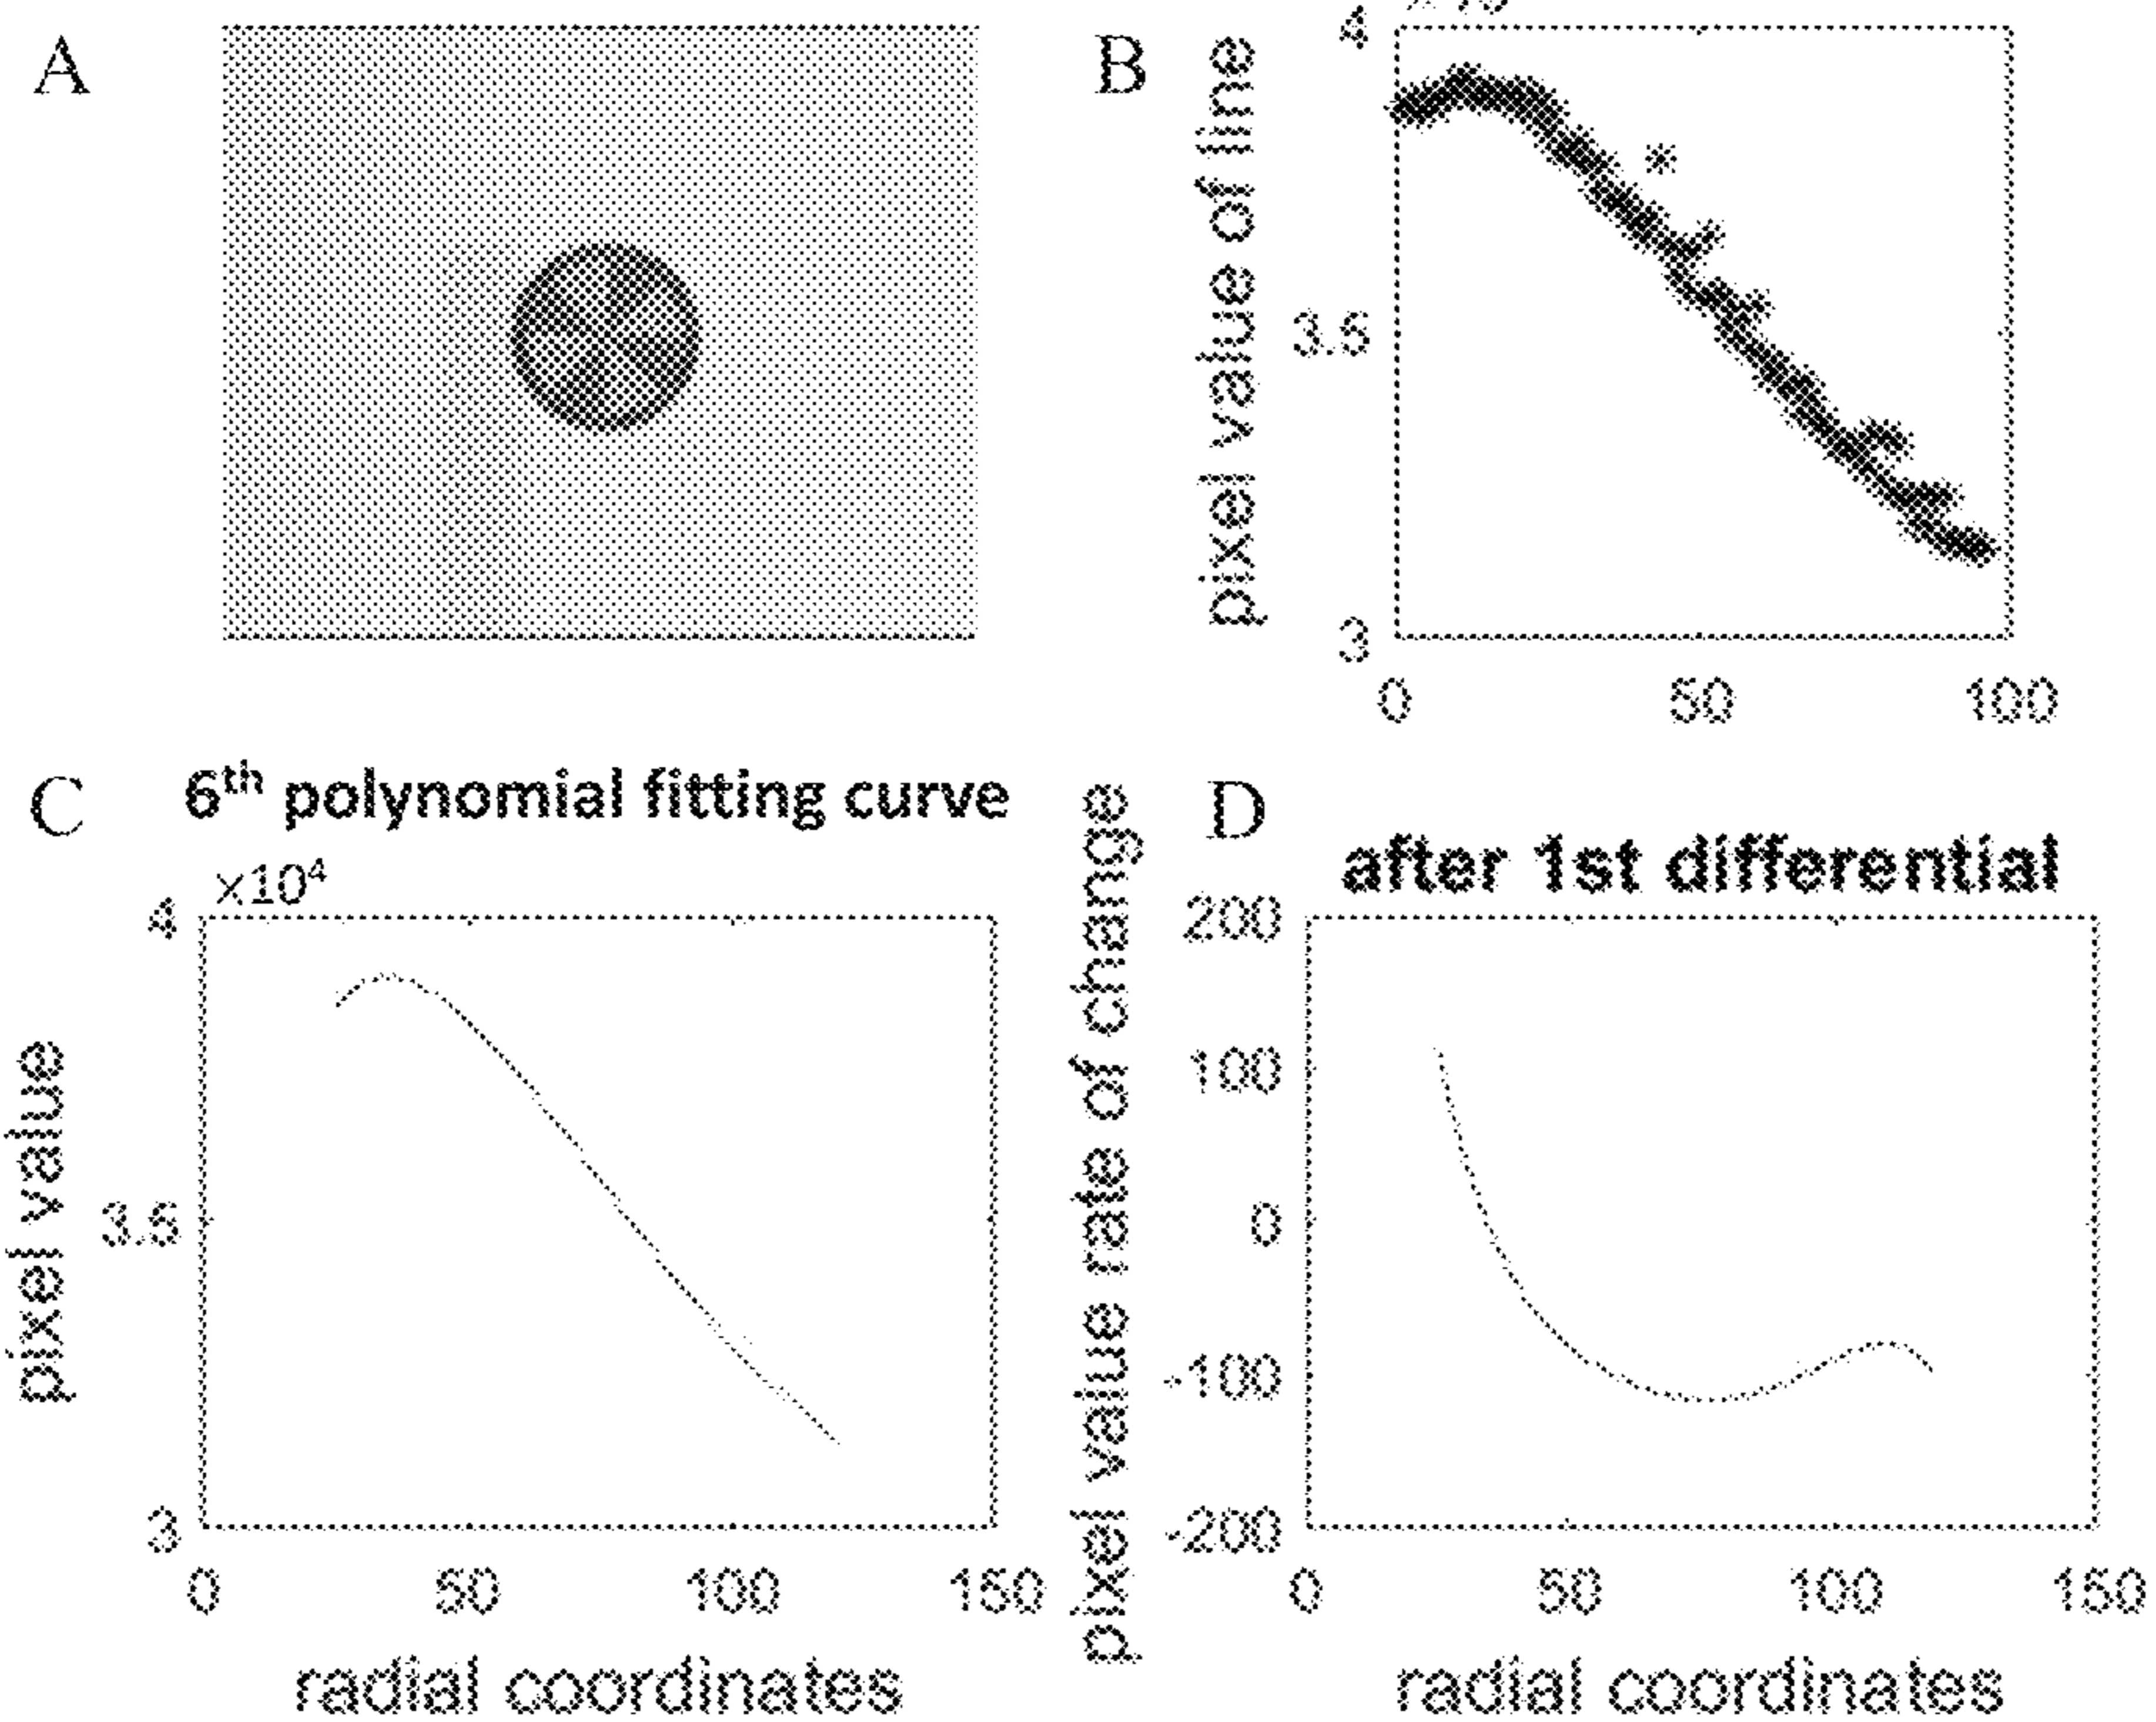 A
B
4
pixel value of line
3.5
3
0 50 100
C
6th polynomial fitting curve
×10⁴
4
pixel value
3.5
3
0 50 100 150
radial coordinates
D
after 1st differential
pixel value rate of change
200
100
0
-100
-200
0 50 100 150
radial coordinates